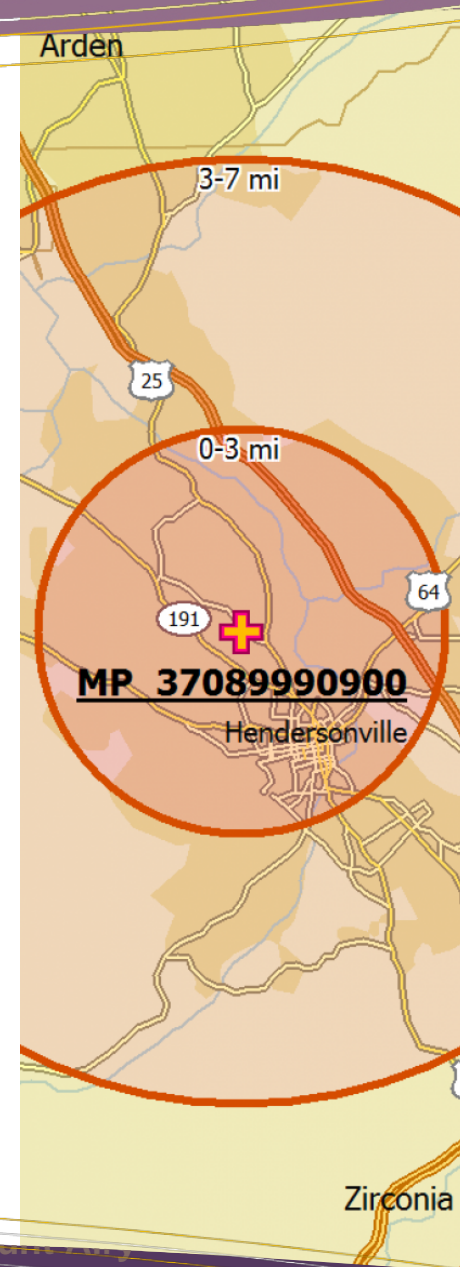 Arden
3-7 mi
25
0-3 mi
64
191
MP 37089990900
Hendersonville
Zirconia